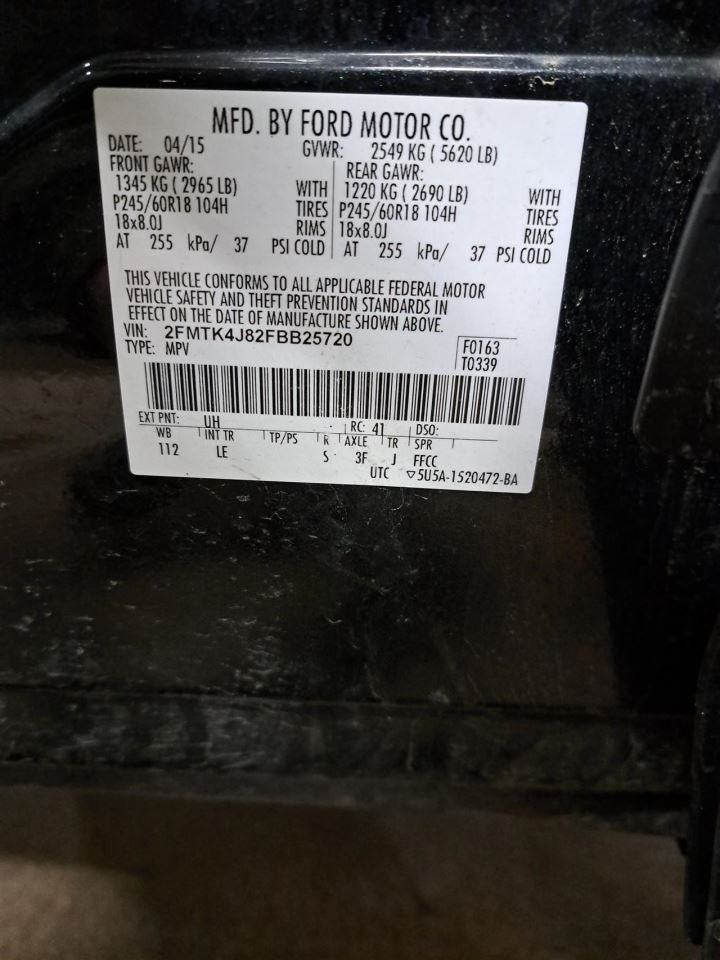 MFD. BY FORD MOTOR CO.
DATE: 04/15 GVWR: 2549 KG ( 5620 LB)
FRONT GAWR: REAR GAWR:
1345 KG ( 2965 LB) WITH 1220 KG ( 2690 LB) WITH
P245/60R18 104H TIRES P245/60R18 104H TIRES
18x8.0J RIMS 18x8.0J RIMS
AT 255 kPa/ 37 PSI COLD AT 255 kPa/ 37 PSI COLD
THIS VEHICLE CONFORMS TO ALL APPLICABLE FEDERAL MOTOR
VEHICLE SAFETY AND THEFT PREVENTION STANDARDS IN
EFFECT ON THE DATE OF MANUFACTURE SHOWN ABOVE.
VIN: 2FMTK4J82FBB25720
TYPE: MPV F0163
T0339
EXT PNT: UH RC: 41 DSO:
WB INT TR TP/PS R AXLE TR SPR
112 LE S 3F J FFCC
UTC ▽5U5A-1520472-BA